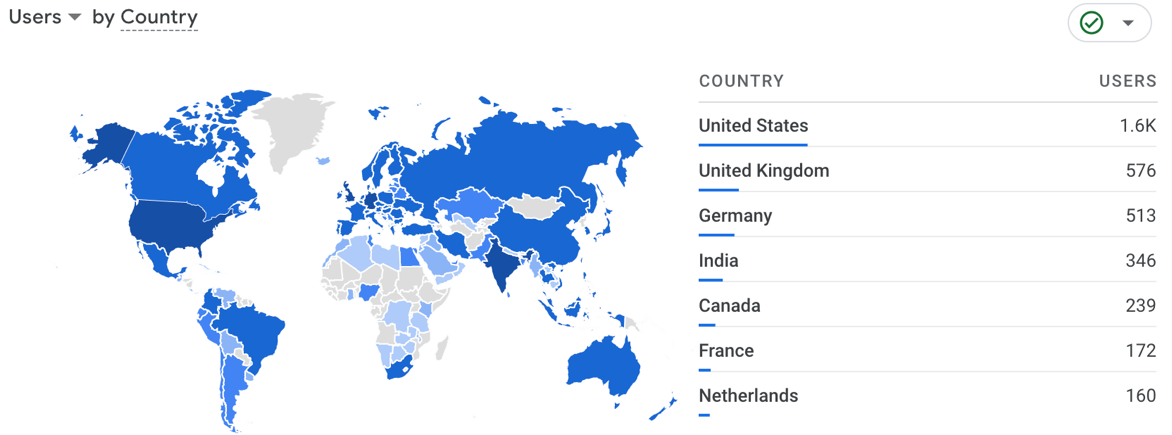 Users by Country
COUNTRY USERS
United States 1.6K
United Kingdom 576
Germany 513
India 346
Canada 239
France 172
Netherlands 160